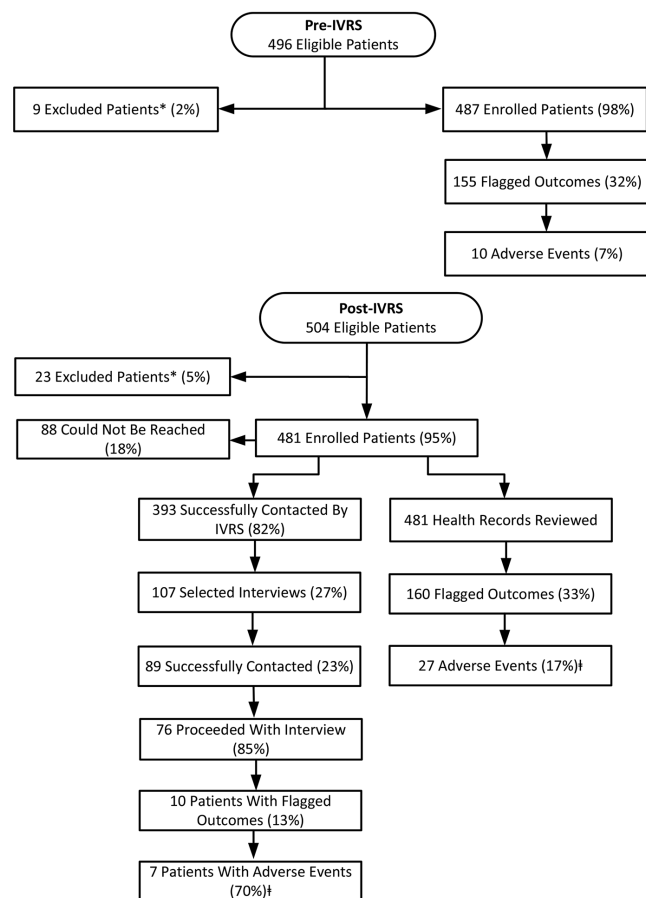 Pre-IVRS
496 Eligible Patients
9 Excluded Patients* (2%)
487 Enrolled Patients (98%)
155 Flagged Outcomes (32%)
10 Adverse Events (7%)
Post-IVRS
504 Eligible Patients
23 Excluded Patients* (5%)
88 Could Not Be Reached
(18%)
481 Enrolled Patients (95%)
393 Successfully Contacted By
IVRS (82%)
481 Health Records Reviewed
107 Selected Interviews (27%)
160 Flagged Outcomes (33%)
89 Successfully Contacted (23%)
27 Adverse Events (17%)ǂ
76 Proceeded With Interview
(85%)
10 Patients With Flagged
Outcomes (13%)
7 Patients With Adverse Events
(70%)ǂ